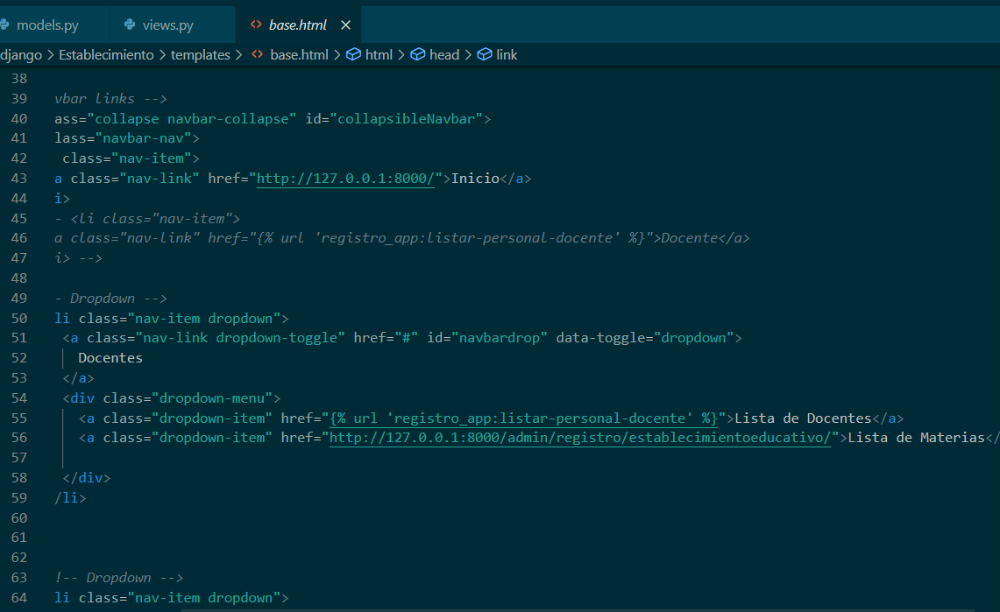 models.py views.py base.html
django > Establecimiento > templates > <> base.html > html > head > link
38
39 vbar links -->
40 ass="collapse navbar-collapse" id="collapsibleNavbar">
41 lass="navbar-nav">
42 class="nav-item">
43 a class="nav-link" href="http://127.0.0.1:8000/">Inicio</a>
44 i>
45 - <li class="nav-item">
46 a class="nav-link" href="{% url 'registro_app:listar-personal-docente' %}">Docente</a>
47 i> -->
48
49 - Dropdown -->
50 li class="nav-item dropdown">
51 <a class="nav-link dropdown-toggle" href="#" id="navbardrop" data-toggle="dropdown">
52 Docentes
53 </a>
54 <div class="dropdown-menu">
55 <a class="dropdown-item" href="{% url 'registro_app:listar-personal-docente' %}">Lista de Docentes</a>
56 <a class="dropdown-item" href="http://127.0.0.1:8000/admin/registro/establecimientoeducativo/">Lista de Materias</
57
58 </div>
59 /li>
60
61
62
63 !-- Dropdown -->
64 li class="nav-item dropdown">